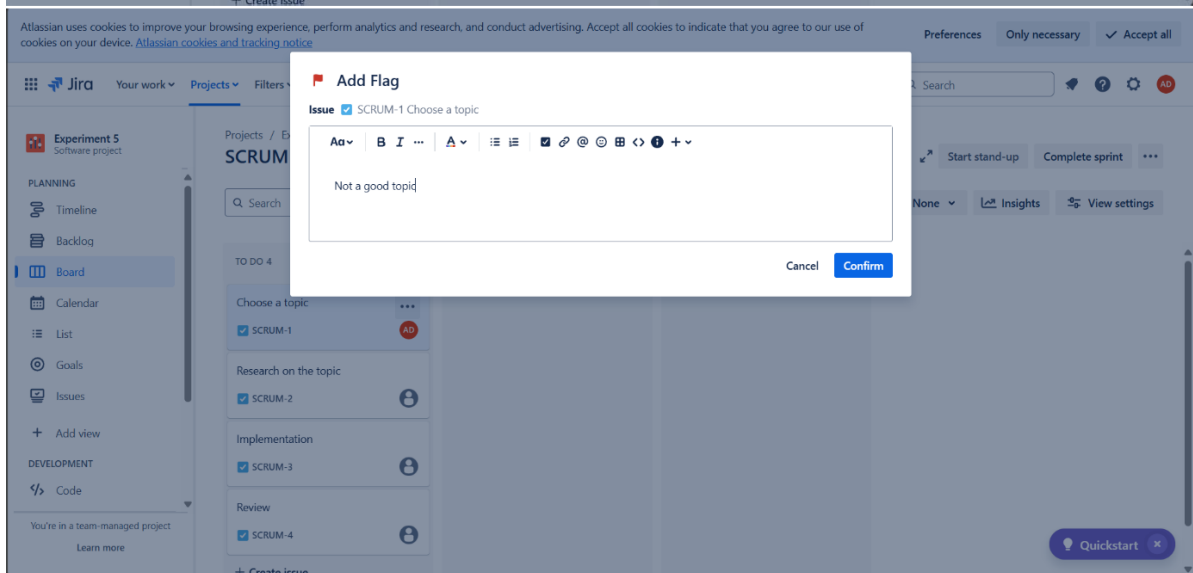 + Create issue
Atlassian uses cookies to improve your browsing experience, perform analytics and research, and conduct advertising. Accept all cookies to indicate that you agree to our use of
cookies on your device. Atlassian cookies and tracking notice
Preferences Only necessary Accept all
Jira Your work Projects Filters Search AD
Add Flag
Issue SCRUM-1 Choose a topic
Aa B I ... A
Not a good topic
Cancel Confirm
Experiment 5
Software project
PLANNING
Timeline
Backlog
Board
Calendar
List
Goals
Issues
+ Add view
DEVELOPMENT
</> Code
You're in a team-managed project
Learn more
Projects /
SCRUM
Start stand-up Complete sprint ...
Search
None Insights View settings
TO DO 4
Choose a topic ...
SCRUM-1 AD
Research on the topic
SCRUM-2
Implementation
SCRUM-3
Review
SCRUM-4
+ Create issue
Quickstart ×